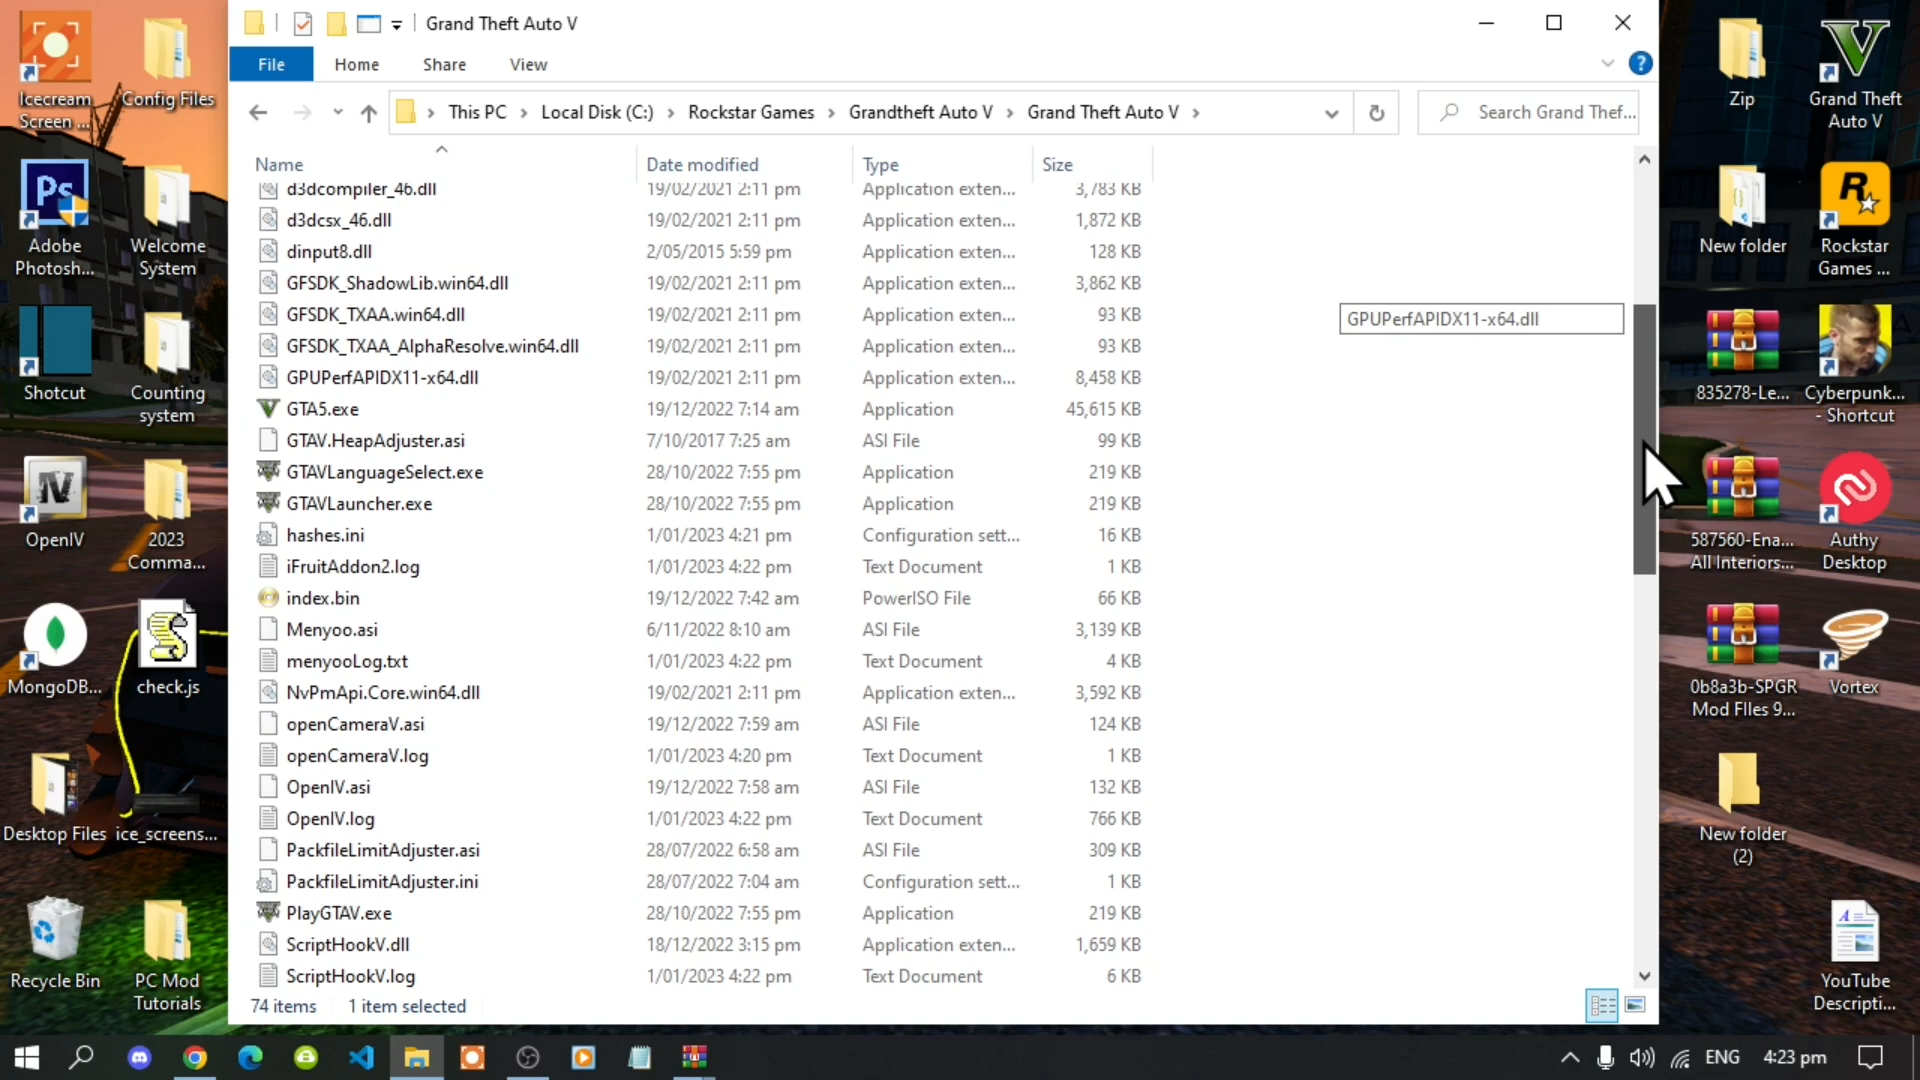 Grand Theft Auto V
File
Home
Share
View
This PC
Local Disk (C:)
Rockstar Games
Grandtheft Auto V
Grand Theft Auto V
Search Grand Thef...
Name
Date modified
Type
Size
d3dcompiler_46.dll 19/02/2021 2:11 pm Application exten... 3,783 KB
d3dcsx_46.dll 19/02/2021 2:11 pm Application exten... 1,872 KB
dinput8.dll 2/05/2015 5:59 pm Application exten... 128 KB
GFSDK_ShadowLib.win64.dll 19/02/2021 2:11 pm Application exten... 3,862 KB
GFSDK_TXAA.win64.dll 19/02/2021 2:11 pm Application exten... 93 KB
GFSDK_TXAA_AlphaResolve.win64.dll 19/02/2021 2:11 pm Application exten... 93 KB
GPUPerfAPIDX11-x64.dll 19/02/2021 2:11 pm Application exten... 8,458 KB
GTA5.exe 19/12/2022 7:14 am Application 45,615 KB
GTAV.HeapAdjuster.asi 7/10/2017 7:25 am ASI File 99 KB
GTAVLanguageSelect.exe 28/10/2022 7:55 pm Application 219 KB
GTAVLauncher.exe 28/10/2022 7:55 pm Application 219 KB
hashes.ini 1/01/2023 4:21 pm Configuration sett... 16 KB
iFruitAddon2.log 1/01/2023 4:22 pm Text Document 1 KB
index.bin 19/12/2022 7:42 am PowerISO File 66 KB
Menyoo.asi 6/11/2022 8:10 am ASI File 3,139 KB
menyooLog.txt 1/01/2023 4:22 pm Text Document 4 KB
NvPmApi.Core.win64.dll 19/02/2021 2:11 pm Application exten... 3,592 KB
openCameraV.asi 19/12/2022 7:59 am ASI File 124 KB
openCameraV.log 1/01/2023 4:20 pm Text Document 1 KB
OpenIV.asi 19/12/2022 7:58 am ASI File 132 KB
OpenIV.log 1/01/2023 4:22 pm Text Document 766 KB
PackfileLimitAdjuster.asi 28/07/2022 6:58 am ASI File 309 KB
PackfileLimitAdjuster.ini 28/07/2022 7:04 am Configuration sett... 1 KB
PlayGTAV.exe 28/10/2022 7:55 pm Application 219 KB
ScriptHookV.dll 18/12/2022 3:15 pm Application exten... 1,659 KB
ScriptHookV.log 1/01/2023 4:22 pm Text Document 6 KB
GPUPerfAPIDX11-x64.dll
74 items
1 item selected
Icecream
Screen ...
Config Files
Ps
Adobe
Photosh...
Welcome
System
Shotcut
Counting
system
OpenIV
2023
Comma...
MongoDB...
check.js
Desktop Files
ice_screens...
Recycle Bin
PC Mod
Tutorials
Zip
Grand Theft
Auto V
New folder
Rockstar
Games ...
835278-Le...
Cyberpunk...
- Shortcut
587560-Ena...
All Interiors...
Authy
Desktop
0b8a3b-SPGR
Mod FIles 9...
Vortex
New folder
(2)
YouTube
Descripti...
ENG
4:23 pm